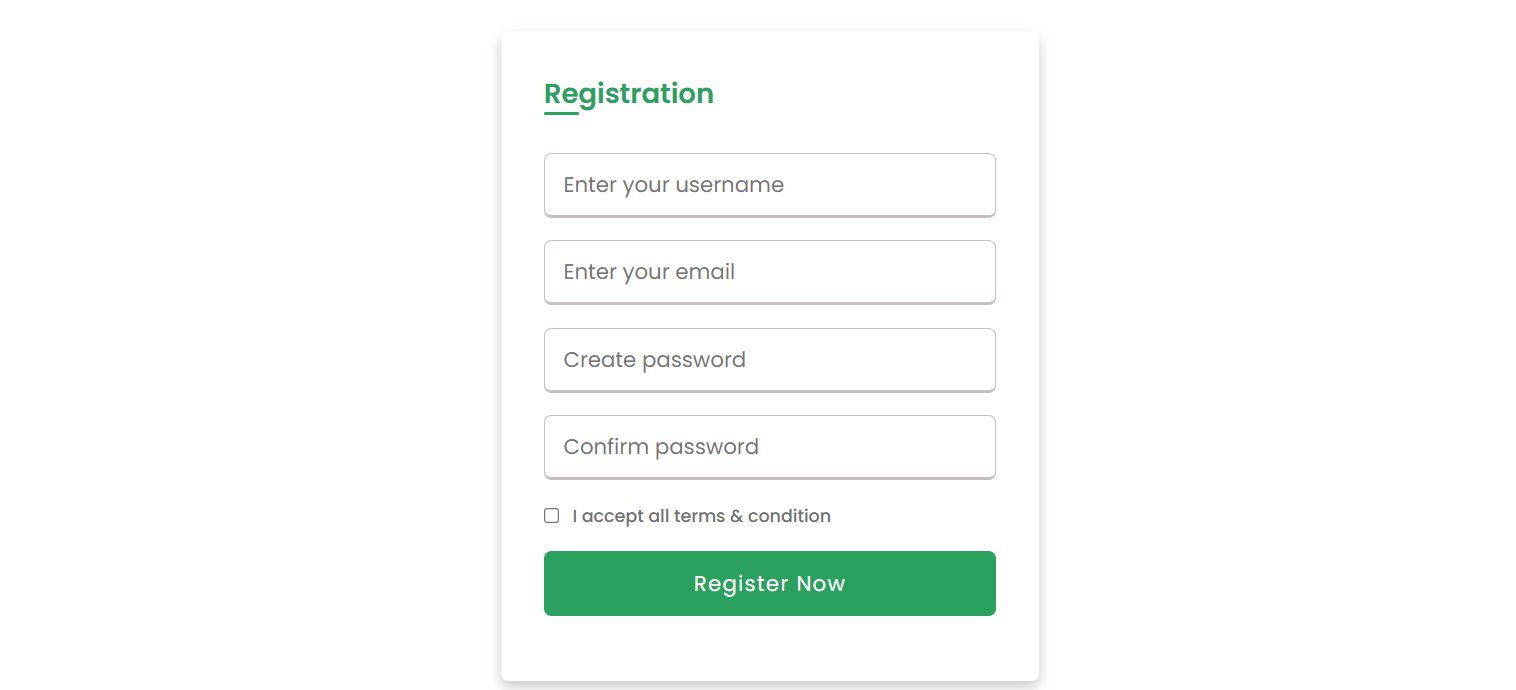 Registration
Enter your username
Enter your email
Create password
Confirm password
I accept all terms & condition
Register Now